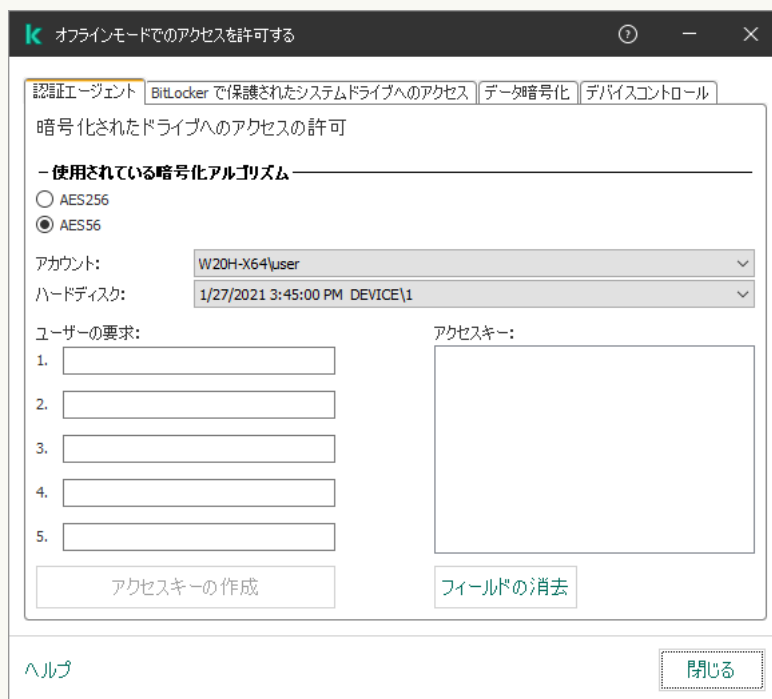 オフラインモードでのアクセスを許可する
認証エージェント BitLocker で保護されたシステムドライブへのアクセス データ暗号化 デバイスコントロール
暗号化されたドライブへのアクセスの許可
使用されている暗号化アルゴリズム
AES256
AES56
アカウント: W20H-X64\user
ハードディスク: 1/27/2021 3:45:00 PM DEVICE\1
ユーザーの要求: アクセスキー:
1.
2.
3.
4.
5.
アクセスキーの作成 フィールドの消去
ヘルプ 閉じる